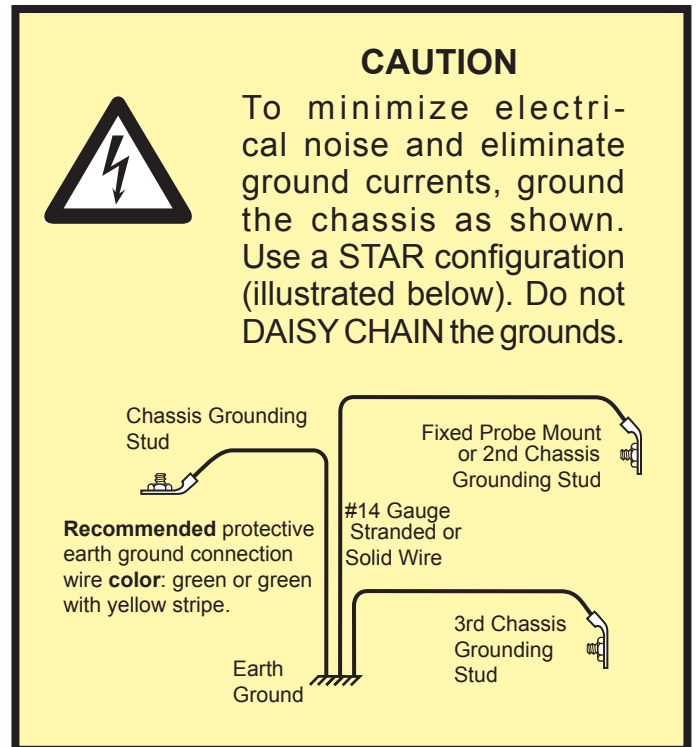 CAUTION
To minimize electri-
cal noise and eliminate
ground currents, ground
the chassis as shown.
Use a STAR configuration
(illustrated below). Do not
DAISY CHAIN the grounds.
Chassis Grounding
Stud
Fixed Probe Mount
or 2nd Chassis
Grounding Stud
Recommended protective
earth ground connection
wire color: green or green
with yellow stripe.
#14 Gauge
Stranded or
Solid Wire
3rd Chassis
Grounding
Stud
Earth
Ground